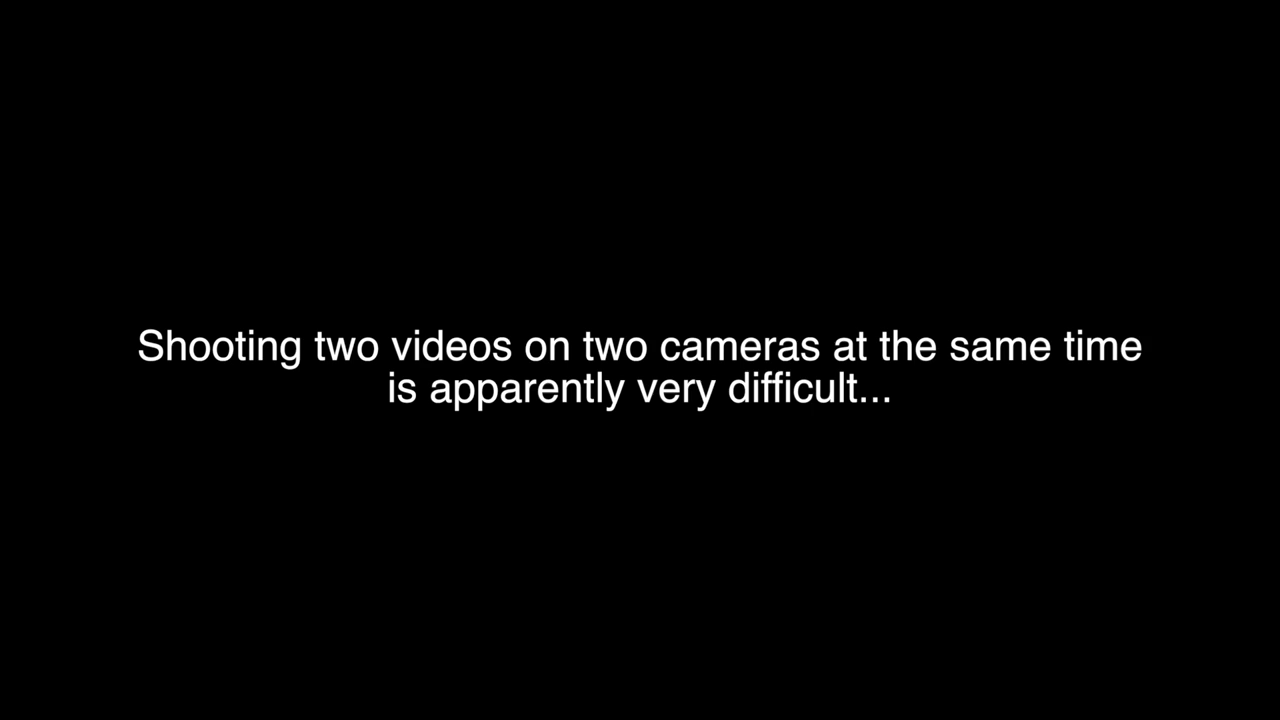 Shooting two videos on two cameras at the same time
is apparently very difficult...